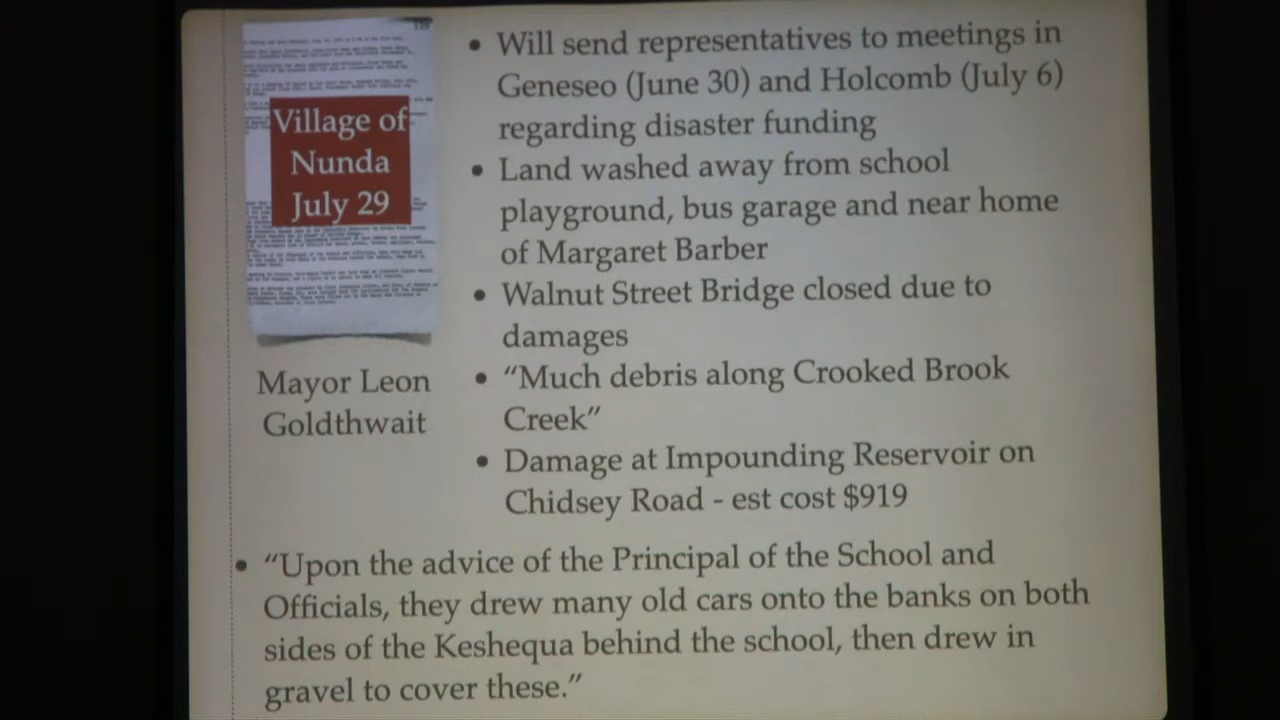 Village of
Nunda
July 29
Mayor Leon
Goldthwait
• Will send representatives to meetings in
Geneseo (June 30) and Holcomb (July 6)
regarding disaster funding
• Land washed away from school
playground, bus garage and near home
of Margaret Barber
• Walnut Street Bridge closed due to
damages
• “Much debris along Crooked Brook
Creek”
• Damage at Impounding Reservoir on
Chidsey Road - est cost $919
• “Upon the advice of the Principal of the School and
Officials, they drew many old cars onto the banks on both
sides of the Keshequa behind the school, then drew in
gravel to cover these.”